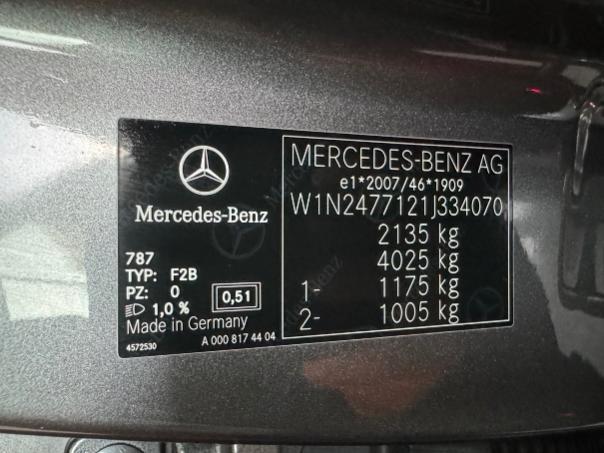 Mercedes-Benz
787
TYP: F2B
PZ: 0
1,0 %
0,51
Made in Germany
4572530
A 000 817 44 04
MERCEDES-BENZ AG
e1*2007/46*1909
W1N2477121J334070
2135 kg
4025 kg
1- 1175 kg
2- 1005 kg